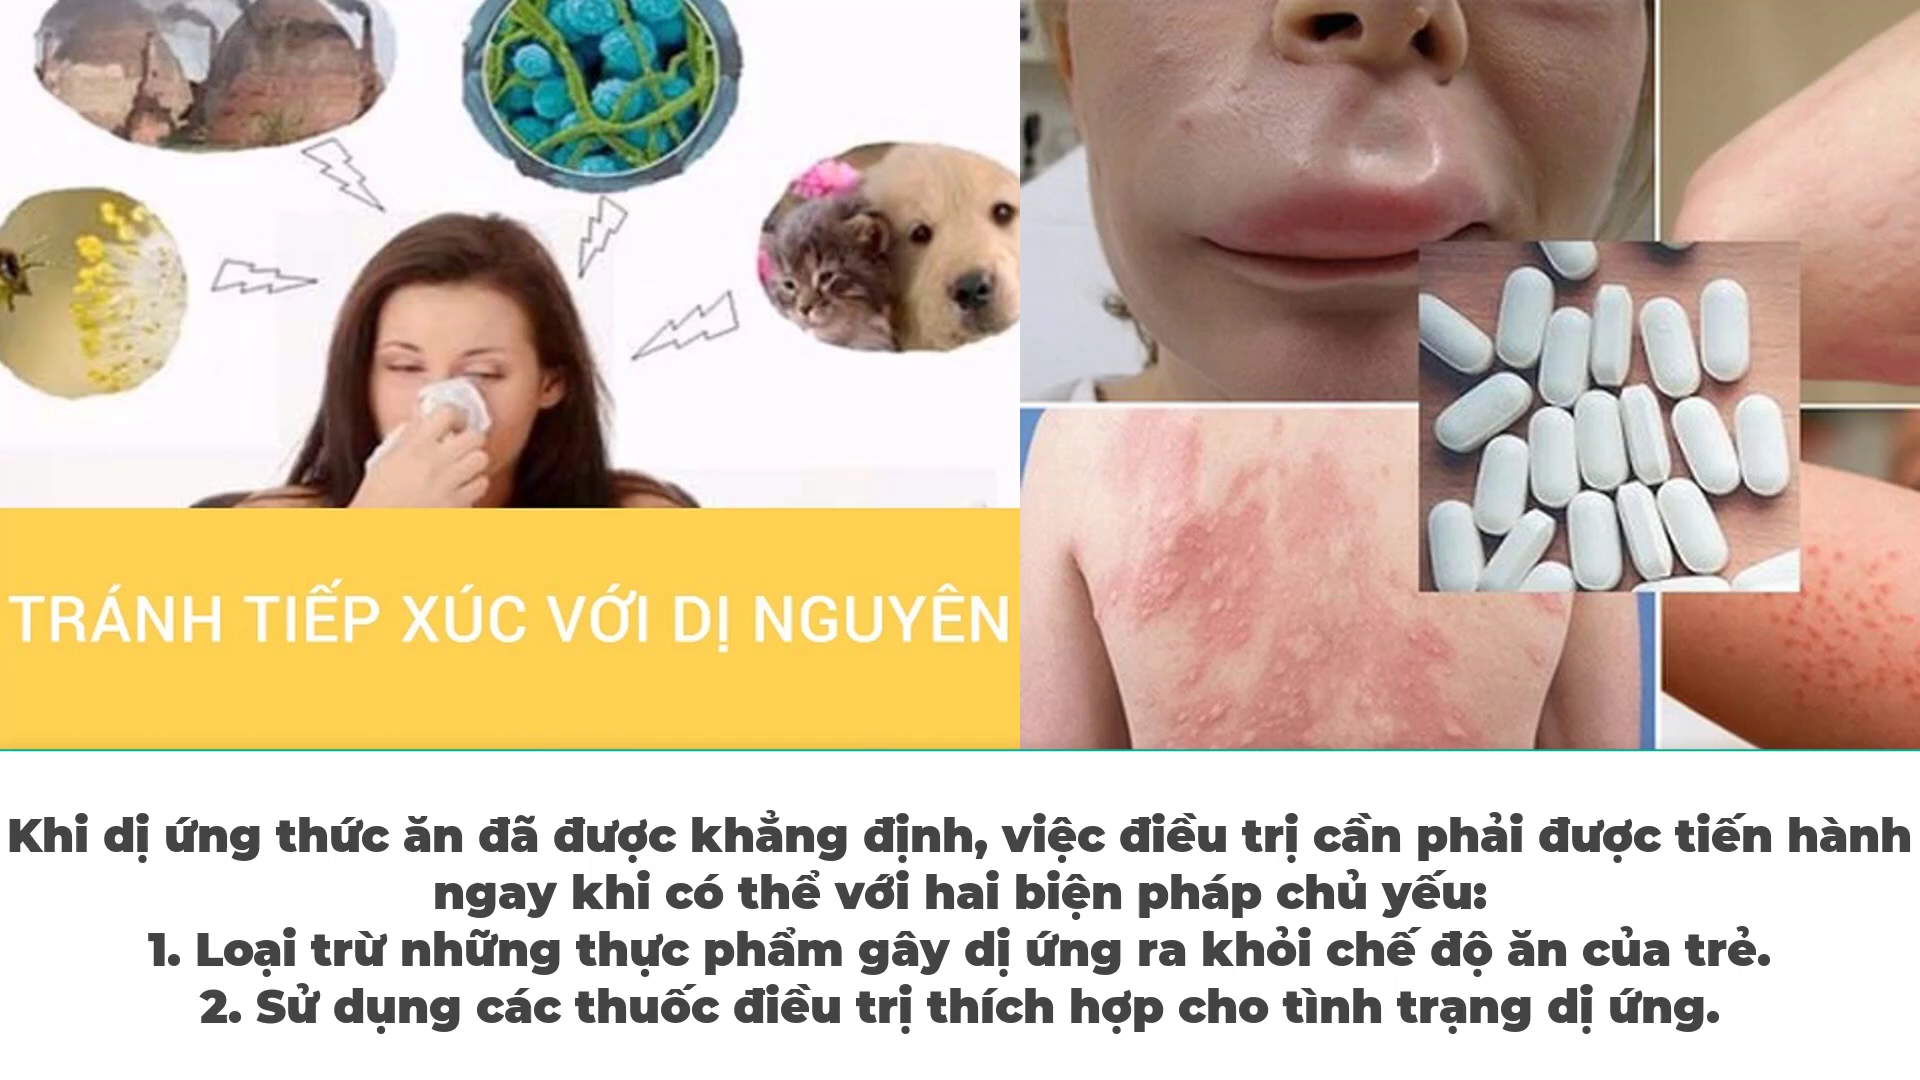 TRÁNH TIẾP XÚC VỚI DỊ NGUYÊN
Khi dị ứng thức ăn đã được khẳng định, việc điều trị cần phải được tiến hành
ngay khi có thể với hai biện pháp chủ yếu:
1. Loại trừ những thực phẩm gây dị ứng ra khỏi chế độ ăn của trẻ.
2. Sử dụng các thuốc điều trị thích hợp cho tình trạng dị ứng.